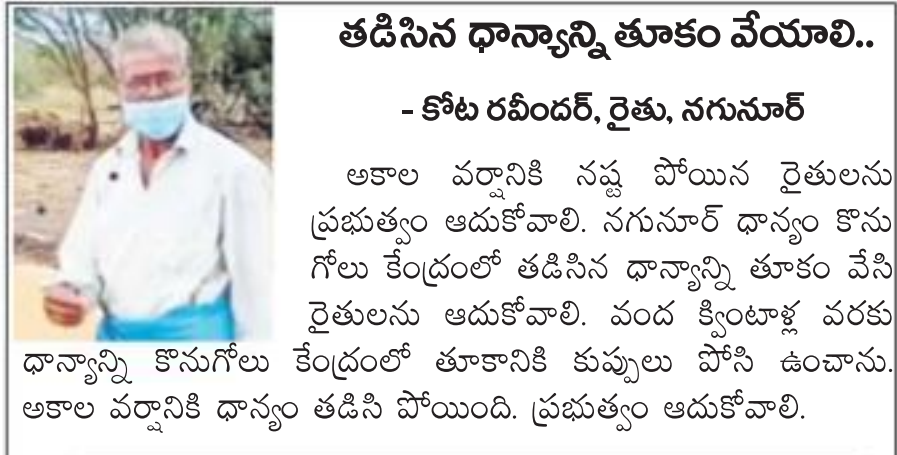 తడిసిన ధాన్యాన్ని తూకం వేయాలి..
- కోట రవీందర్, రైతు, నగునూర్
అకాల వర్షానికి నష్ట పోయిన రైతులను
ప్రభుత్వం ఆదుకోవాలి. నగునూర్ ధాన్యం కొను
గోలు కేంద్రంలో తడిసిన ధాన్యాన్ని తూకం వేసి
రైతులను ఆదుకోవాలి. వంద క్వింటాళ్ల వరకు
ధాన్యాన్ని కొనుగోలు కేంద్రంలో తూకానికి కుప్పులు పోసి ఉంచాను.
అకాల వర్షానికి ధాన్యం తడిసి పోయింది. ప్రభుత్వం ఆదుకోవాలి.